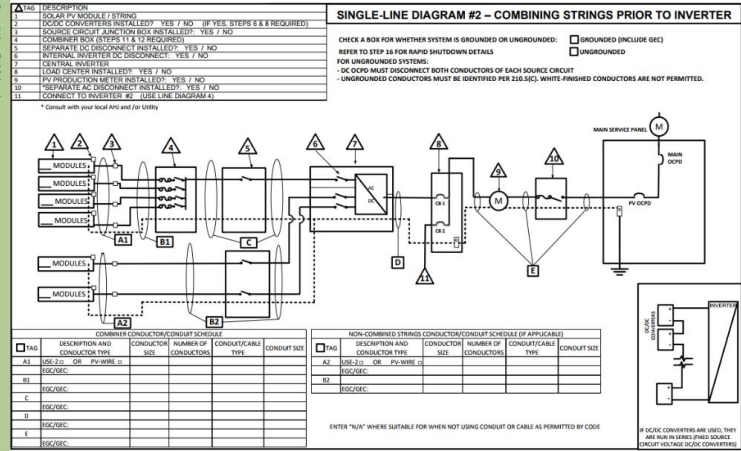 TAG DESCRIPTION
1 SOLAR PV MODULE / STRING
2 DC/DC CONVERTERS INSTALLED? YES / NO (IF YES, STEPS 6 & 8 REQUIRED)
3 SOURCE CIRCUIT JUNCTION BOX INSTALLED?: YES / NO
4 COMBINER BOX (STEPS 11 & 12 REQUIRED)
5 SEPARATE DC DISCONNECT INSTALLED?: YES / NO
6 INTERNAL INVERTER DC DISCONNECT: YES / NO
7 CENTRAL INVERTER
8 LOAD CENTER INSTALLED?: YES / NO
9 PV PRODUCTION METER INSTALLED?: YES / NO
10 *SEPARATE AC DISCONNECT INSTALLED?: YES / NO
11 CONNECT TO INVERTER #2 (USE LINE DIAGRAM 4)
* Consult with your local AHJ and /or Utility
SINGLE-LINE DIAGRAM #2 – COMBINING STRINGS PRIOR TO INVERTER
CHECK A BOX FOR WHETHER SYSTEM IS GROUNDED OR UNGROUNDED: GROUNDED (INCLUDE GEC)
REFER TO STEP 16 FOR RAPID SHUTDOWN DETAILS UNGROUNDED
FOR UNGROUNDED SYSTEMS:
- DC OCPD MUST DISCONNECT BOTH CONDUCTORS OF EACH SOURCE CIRCUIT
- UNGROUNDED CONDUCTORS MUST BE IDENTIFIED PER 210.5(C). WHITE-FINISHED CONDUCTORS ARE NOT PERMITTED.
1 2 3 4 5 6 7 8 9 10
MAIN SERVICE PANEL M
MAIN
OCPD
___ MODULES
___ MODULES
___ MODULES
___ MODULES
AC
DC
CB 1
M
PV OCPD
CB 2
A1 B1 C D E
11
___ MODULES
___ MODULES
A2 B2
COMBINER CONDUCTOR/CONDUIT SCHEDULE
TAG DESCRIPTION AND CONDUCTOR TYPE CONDUCTOR SIZE NUMBER OF CONDUCTORS CONDUIT/CABLE TYPE CONDUIT SIZE
A1 USE-2 □ OR PV-WIRE □
EGC/GEC:
B1
EGC/GEC:
C
EGC/GEC:
D
EGC/GEC:
E
EGC/GEC:
NON-COMBINED STRINGS CONDUCTOR/CONDUIT SCHEDULE (IF APPLICABLE)
TAG DESCRIPTION AND CONDUCTOR TYPE CONDUCTOR SIZE NUMBER OF CONDUCTORS CONDUIT/CABLE TYPE CONDUIT SIZE
A2 USE-2 □ OR PV-WIRE □
EGC/GEC:
B2
EGC/GEC:
ENTER "N/A" WHERE SUITABLE FOR WHEN NOT USING CONDUIT OR CABLE AS PERMITTED BY CODE
INVERTER
DC/DC
CONVERTERS
IF DC/DC CONVERTERS ARE USED, THEY
ARE RUN IN SERIES (FIXED SOURCE
CIRCUIT VOLTAGE DC/DC CONVERTERS)